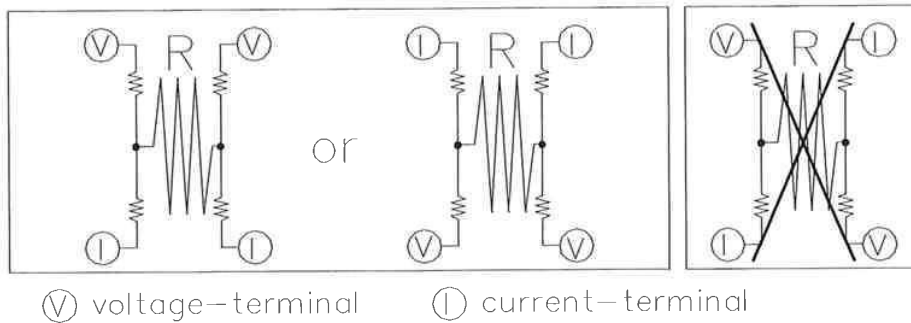 V R V I R I V R I
or
I I V V I V
Ⓥ voltage-terminal Ⓘ current-terminal